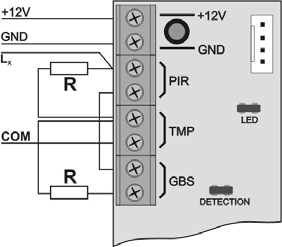 +12V
+12V
GND
GND
Lx
PIR
R
LED
TMP
COM
R
GBS
DETECTION